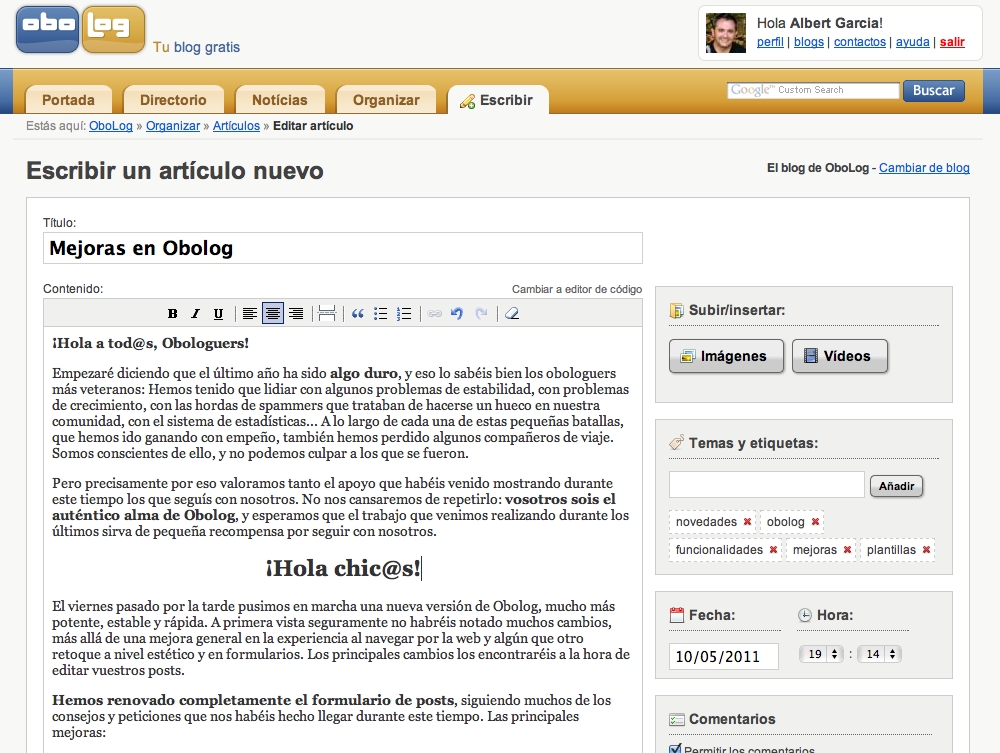 obolog
Tu blog gratis
Hola Albert Garcia!
perfil | blogs | contactos | ayuda | salir
Portada
Directorio
Notícias
Organizar
Escribir
Google™ Custom Search
Buscar
Estás aquí: OboLog » Organizar » Artículos » Editar artículo
Escribir un artículo nuevo
El blog de OboLog - Cambiar de blog
Título:
Mejoras en Obolog
Contenido:
Cambiar a editor de código
B I U
¡Hola a tod@s, Obologuers!
Empezaré diciendo que el último año ha sido algo duro, y eso lo sabéis bien los obologuers
más veteranos: Hemos tenido que lidiar con algunos problemas de estabilidad, con problemas
de crecimiento, con las hordas de spammers que trataban de hacerse un hueco en nuestra
comunidad, con el sistema de estadísticas... A lo largo de cada una de estas pequeñas batallas,
que hemos ido ganando con empeño, también hemos perdido algunos compañeros de viaje.
Somos conscientes de ello, y no podemos culpar a los que se fueron.
Pero precisamente por eso valoramos tanto el apoyo que habéis venido mostrando durante
este tiempo los que seguís con nosotros. No nos cansaremos de repetirlo: vosotros sois el
auténtico alma de Obolog, y esperamos que el trabajo que venimos realizando durante los
últimos sirva de pequeña recompensa por seguir con nosotros.
¡Hola chic@s!
El viernes pasado por la tarde pusimos en marcha una nueva versión de Obolog, mucho más
potente, estable y rápida. A primera vista seguramente no habréis notado muchos cambios,
más allá de una mejora general en la experiencia al navegar por la web y algún que otro
retoque a nivel estético y en formularios. Los principales cambios los encontraréis a la hora de
editar vuestros posts.
Hemos renovado completamente el formulario de posts, siguiendo muchos de los
consejos y peticiones que nos habéis hecho llegar durante este tiempo. Las principales
mejoras:
Subir/insertar:
Imágenes
Vídeos
Temas y etiquetas:
Añadir
novedades
obolog
funcionalidades
mejoras
plantillas
Fecha:
Hora:
10/05/2011
19 : 14
Comentarios
Permitir los comentarios